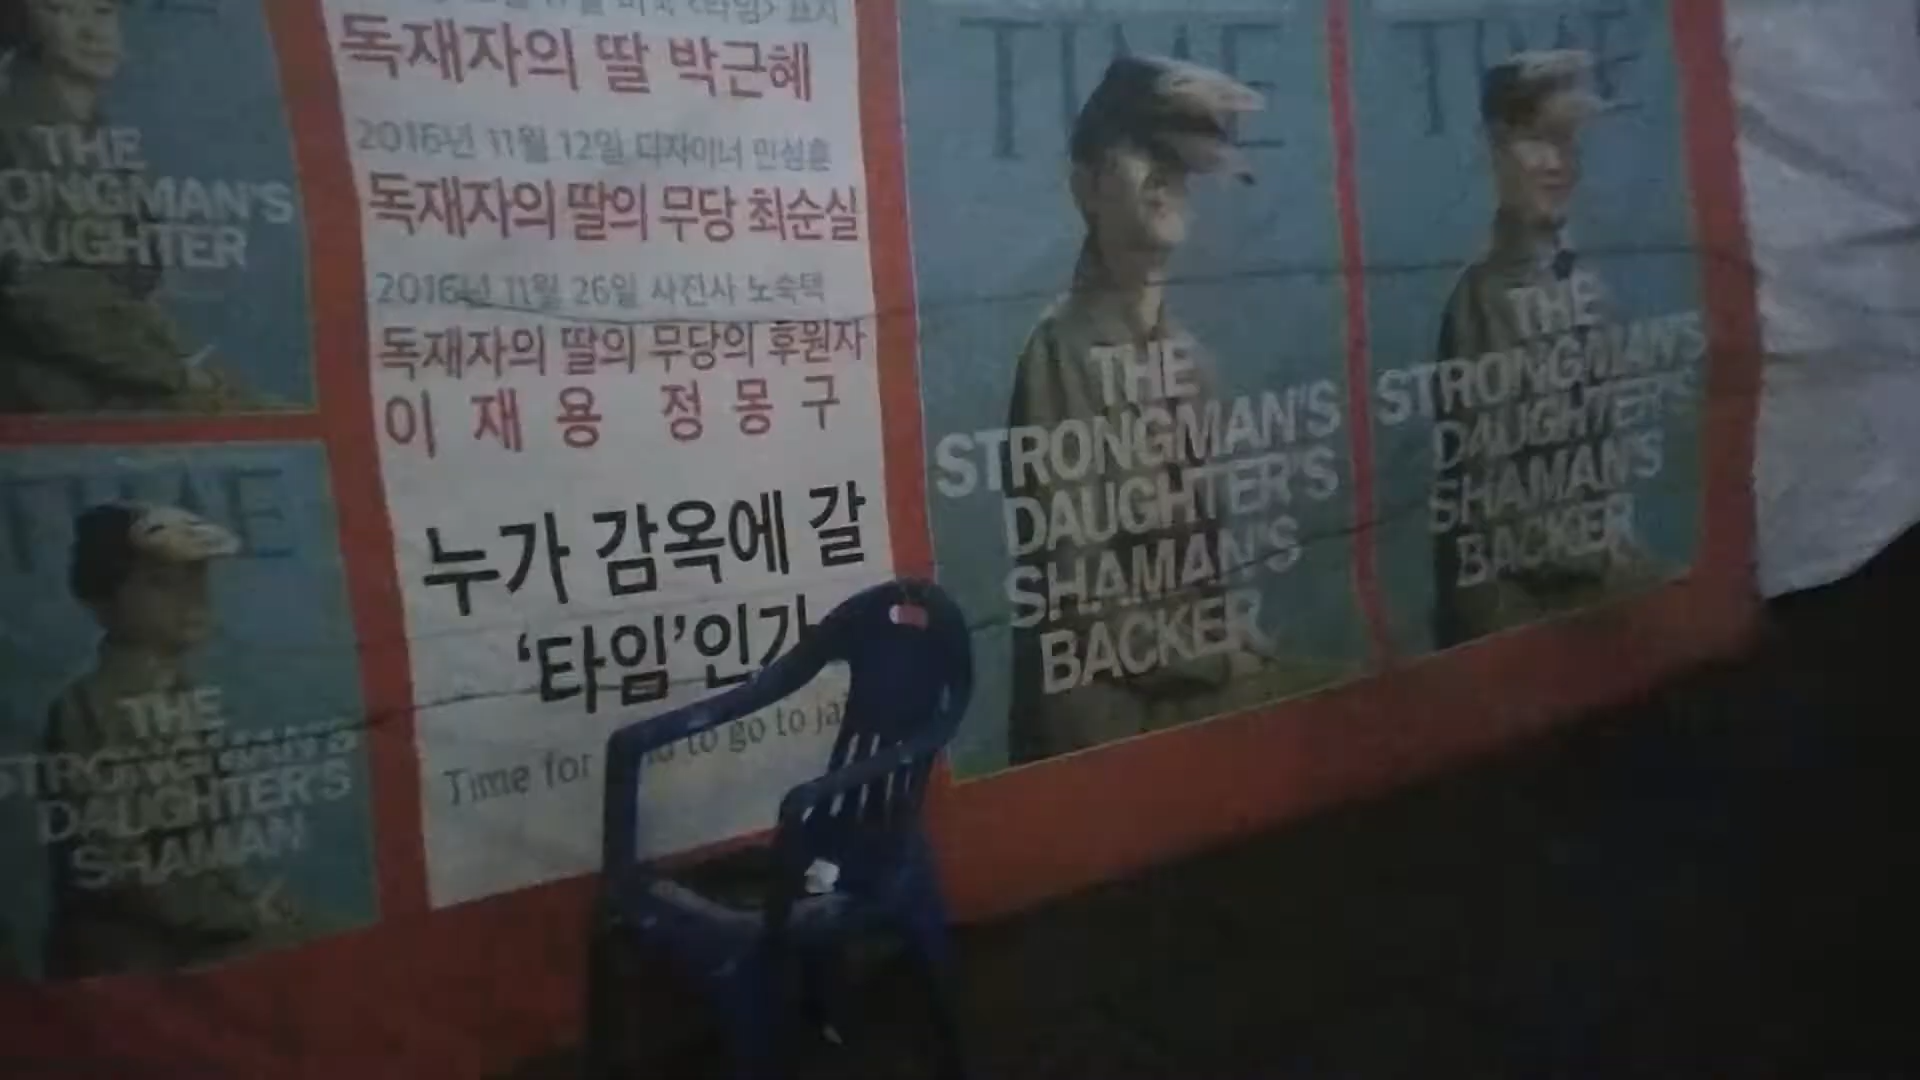 THE
ONGMAN'S
AUGHTER
TIME
THE
STRONGMAN'S
DAUGHTER'S
SHAMAN
독재자의 딸 박근혜
2016년 11월 12일 디자이너 민성훈
독재자의 딸의 무당 최순실
2016년 11월 26일 사진사 노숙택
독재자의 딸의 무당의 후원자
이재용 정몽구
누가 감옥에 갈
'타임'인가
Time for to go to ja
TIME
THE
STRONGMAN'S
DAUGHTER'S
SHAMAN'S
BACKER
TIME
THE
STRONGMAN'S
DAUGHTER'S
SHAMAN'S
BACKER